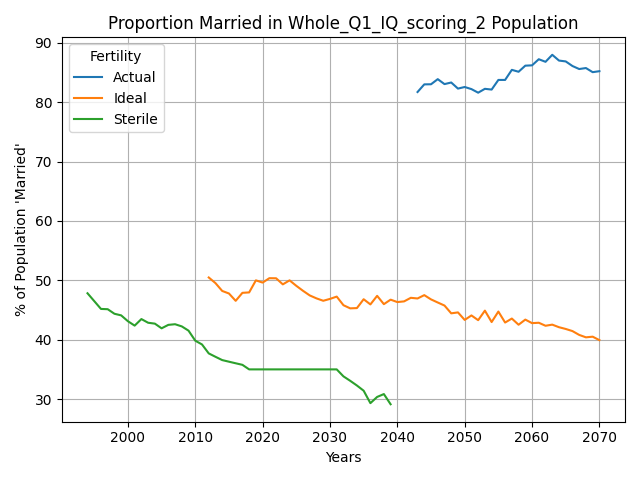 Proportion Married in Whole_Q1_IQ_scoring_2 Population
Fertility
Actual
Ideal
Sterile
% of Population 'Married'
90
80
70
60
50
40
30
2000
2010
2020
2030
2040
2050
2060
2070
Years